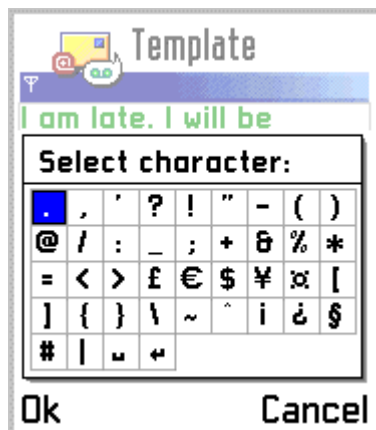 Template
I am late. I will be
Select character:
. , ' ? ! " - ( )
@ / : _ ; + & % *
= < > £ € $ ¥ ¤ [
] { } \ ~ ^ ¡ ¿ §
# | ␣ ↵
Ok Cancel